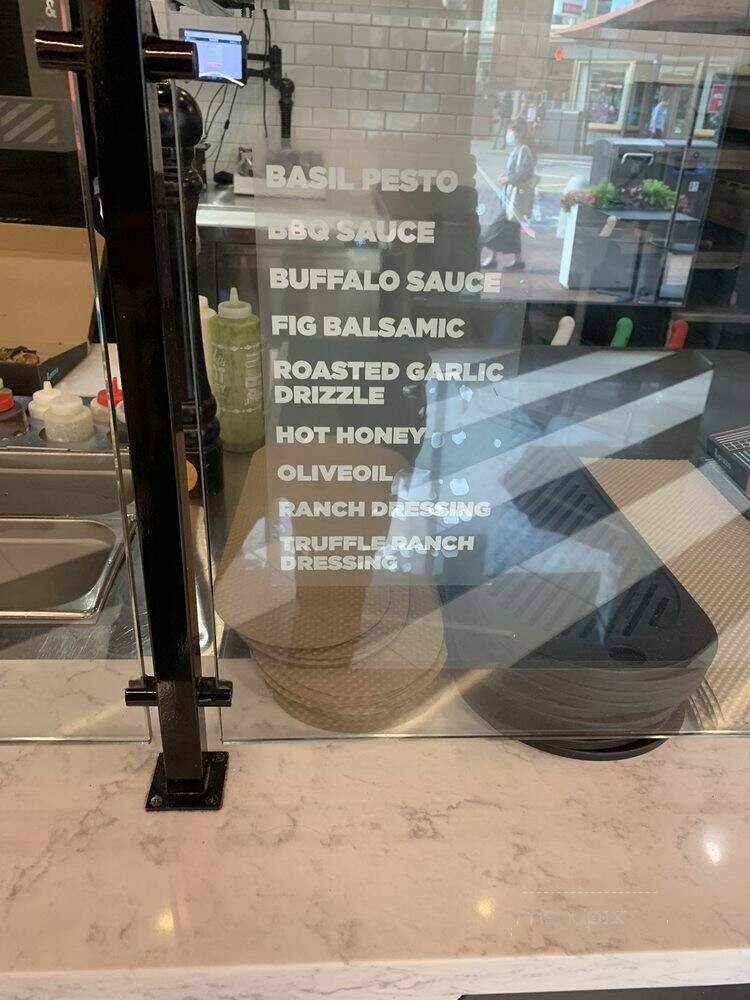 BASIL PESTO
BBQ SAUCE
BUFFALO SAUCE
FIG BALSAMIC
ROASTED GARLIC
DRIZZLE
HOT HONEY
OLIVEOIL
RANCH DRESSING
TRUFFLE RANCH
DRESSING
menupix